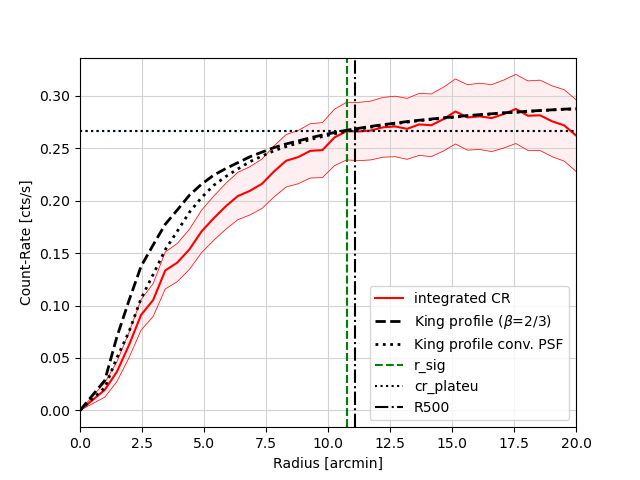 0.30
0.25
0.20
0.15
0.10
0.05
0.00
Count-Rate [cts/s]
integrated CR
King profile (β=2/3)
King profile conv. PSF
r_sig
cr_plateu
R500
0.0 2.5 5.0 7.5 10.0 12.5 15.0 17.5 20.0
Radius [arcmin]